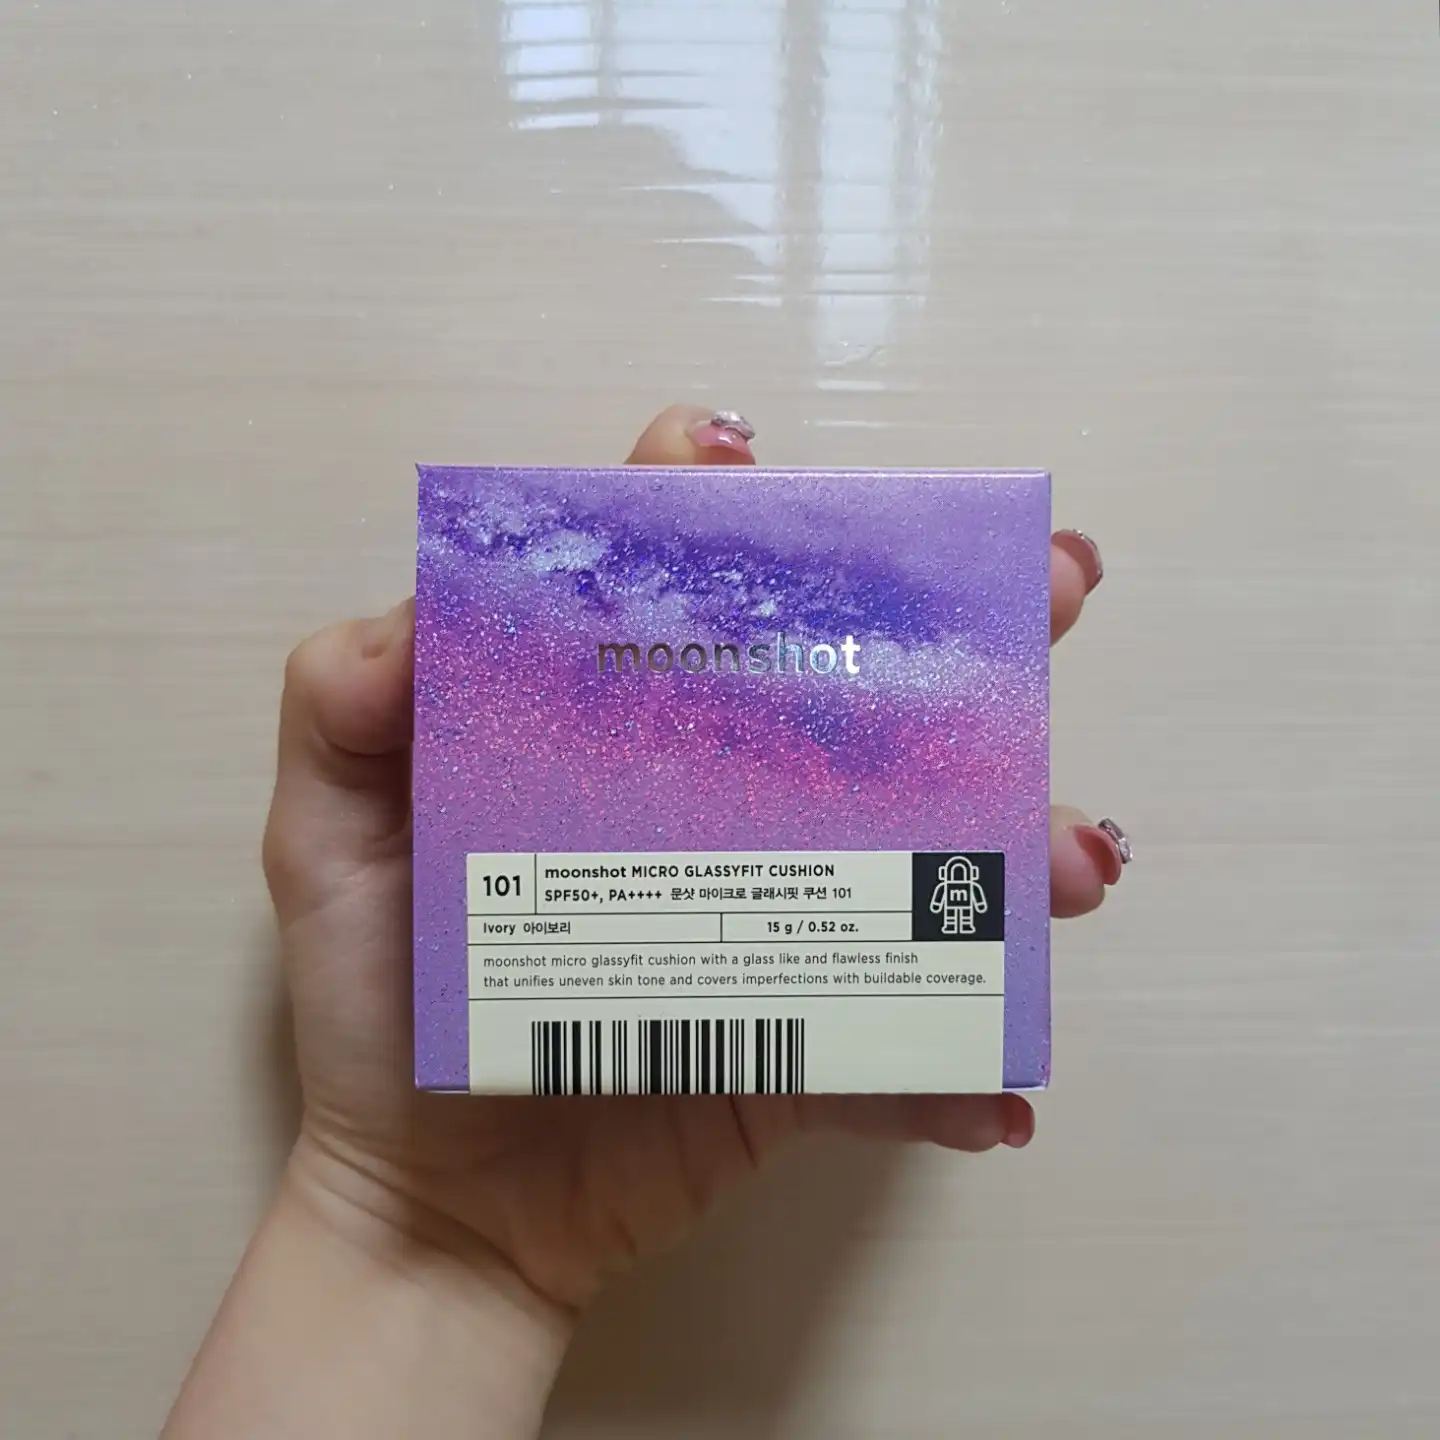 moonshot
101
moonshot MICRO GLASSYFIT CUSHION
SPF50+, PA++++ 문샷 마이크로 글래시핏 쿠션 101
m
Ivory 아이보리
15 g / 0.52 oz.
moonshot micro glassyfit cushion with a glass like and flawless finish
that unifies uneven skin tone and covers imperfections with buildable coverage.